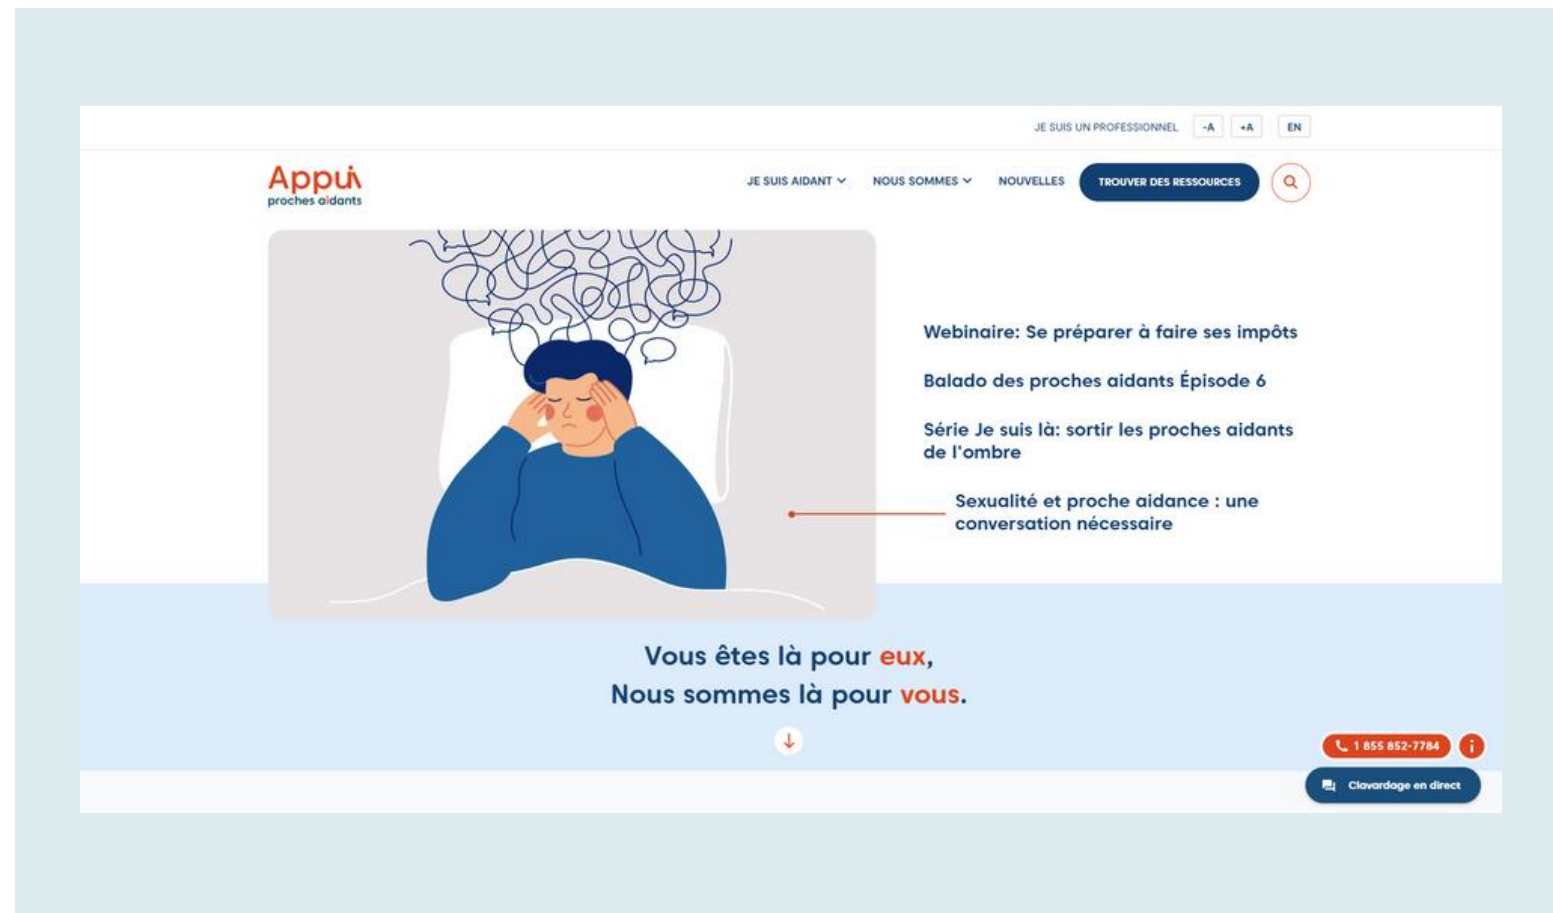 JE SUIS UN PROFESSIONNEL -A +A EN
Appui
proches aidants
JE SUIS AIDANT NOUS SOMMES NOUVELLES TROUVER DES RESSOURCES
Webinaire: Se préparer à faire ses impôts
Balado des proches aidants Épisode 6
Série Je suis là: sortir les proches aidants
de l'ombre
Sexualité et proche aidance : une
conversation nécessaire
Vous êtes là pour eux,
Nous sommes là pour vous.
1 855 852-7784 i
Clavardage en direct